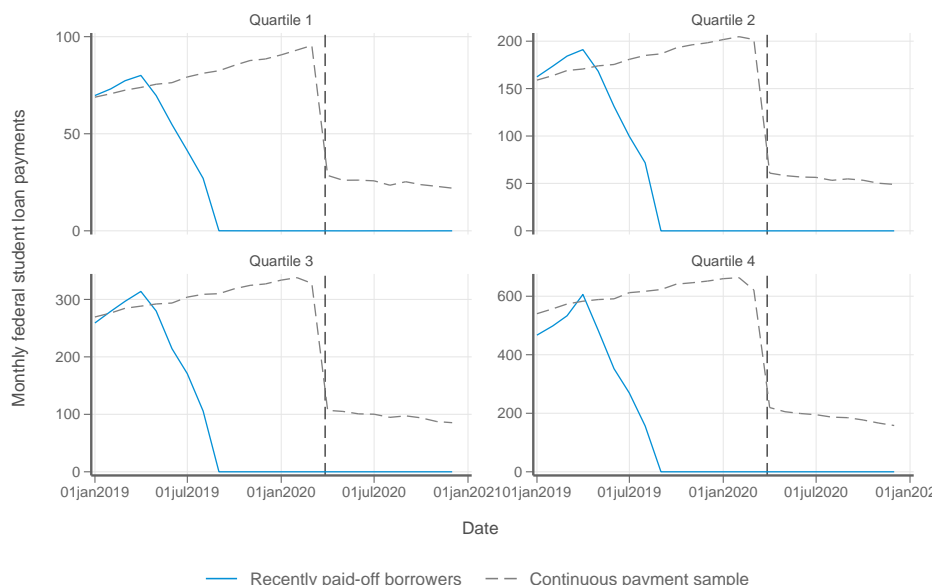 Quartile 1
Quartile 2
100
50
0
200
150
100
50
0
Monthly federal student loan payments
Quartile 3
Quartile 4
300
200
100
0
600
400
200
0
01jan2019 01jul2019 01jan2020 01jul2020 01jan2021
01jan2019 01jul2019 01jan2020 01jul2020 01jan202
Date
Recently paid-off borrowers Continuous payment sample